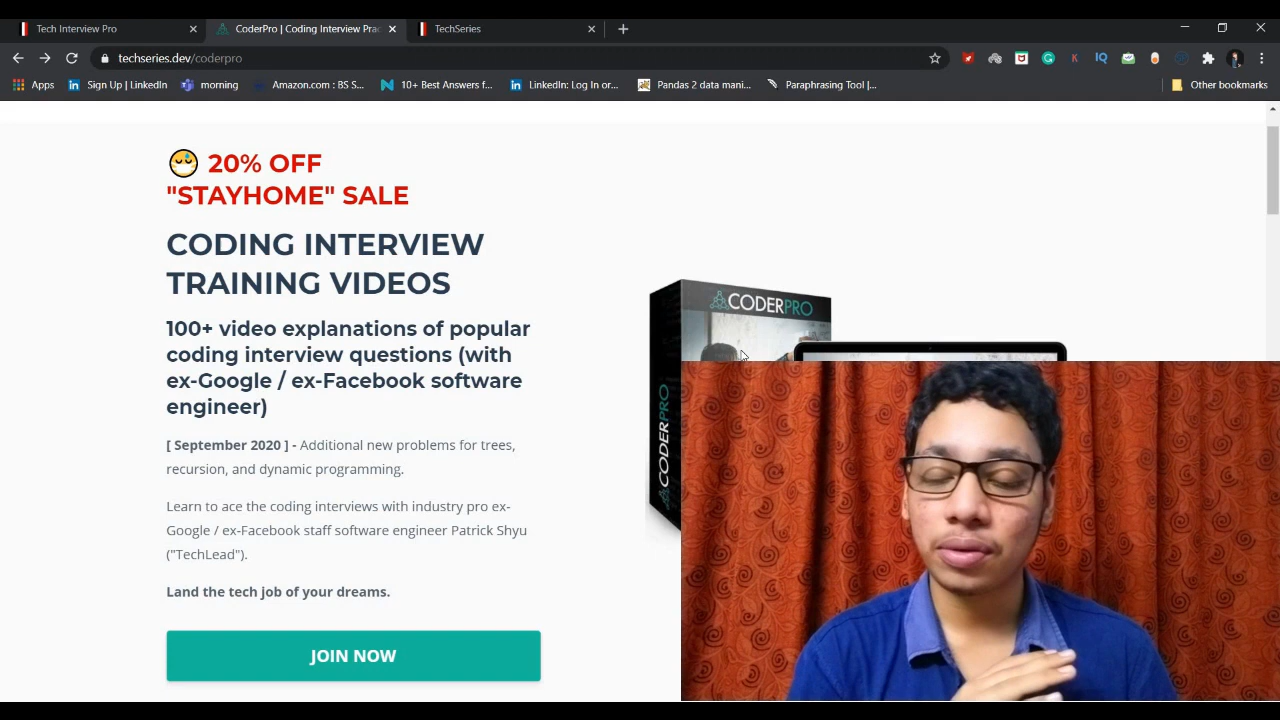 Tech Interview Pro
CoderPro | Coding Interview Prac
TechSeries
techseries.dev/coderpro
Apps
Sign Up | LinkedIn
morning
Amazon.com : BS S...
10+ Best Answers f...
LinkedIn: Log In or...
Pandas 2 data mani...
Paraphrasing Tool |...
Other bookmarks
20% OFF
"STAYHOME" SALE
CODING INTERVIEW
TRAINING VIDEOS
100+ video explanations of popular
coding interview questions (with
ex-Google / ex-Facebook software
engineer)
[ September 2020 ] - Additional new problems for trees,
recursion, and dynamic programming.
Learn to ace the coding interviews with industry pro ex-
Google / ex-Facebook staff software engineer Patrick Shyu
("TechLead").
Land the tech job of your dreams.
JOIN NOW
CODERPRO
CODERPRO